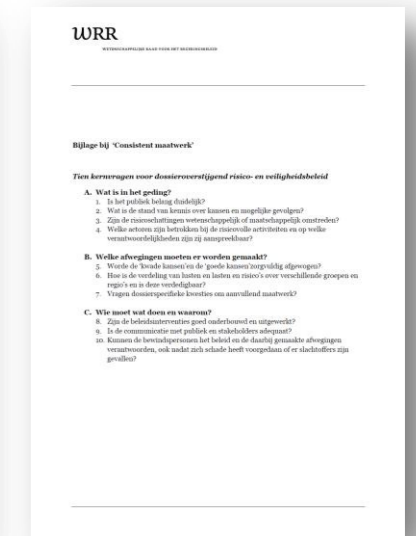 WRR
WETENSCHAPPELIJKE RAAD VOOR HET REGERINGSBELEID
Bijlage bij 'Consistent maatwerk'
Tien kernvragen voor dossieroverstijgend risico- en veiligheidsbeleid
A. Wat is in het geding?
1. Is het publiek belang duidelijk?
2. Wat is de stand van kennis over kansen en mogelijke gevolgen?
3. Zijn de risicoschattingen wetenschappelijk of maatschappelijk omstreden?
4. Welke actoren zijn betrokken bij de risicovolle activiteiten en op welke
verantwoordelijkheden zijn zij aanspreekbaar?
B. Welke afwegingen moeten er worden gemaakt?
5. Worde de 'kwade kansen'en de 'goede kansen'zorgvuldig afgewogen?
6. Hoe is de verdeling van lusten en lasten en risico's over verschillende groepen en
regio's en is deze verdedigbaar?
7. Vragen dossierspecifieke kwesties om aanvullend maatwerk?
C. Wie moet wat doen en waarom?
8. Zijn de beleidsinterventies goed onderbouwd en uitgewerkt?
9. Is de communicatie met publiek en stakeholders adequaat?
10. Kunnen de bewindspersonen het beleid en de daarbij gemaakte afwegingen
verantwoorden, ook nadat zich schade heeft voorgedaan of er slachtoffers zijn
gevallen?